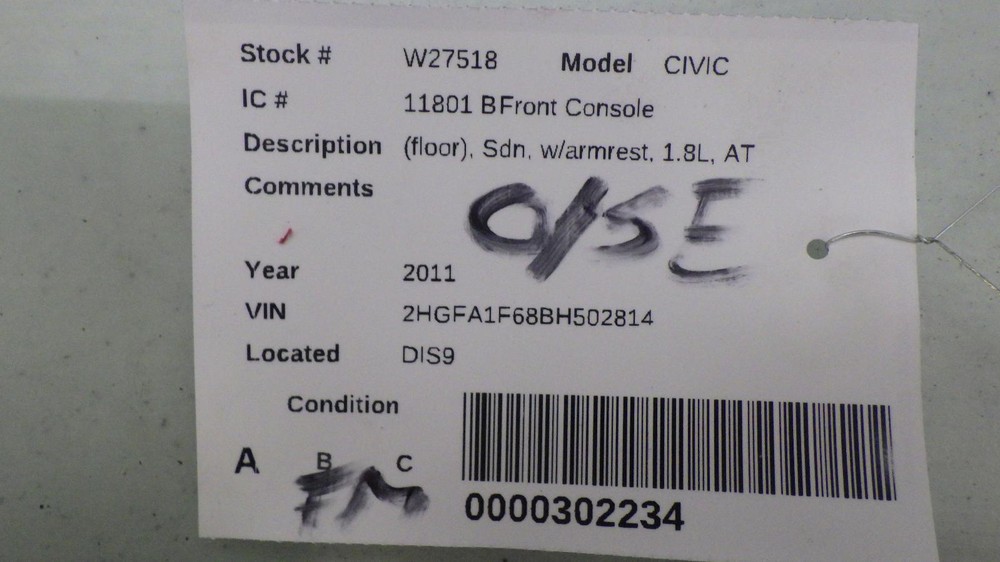 Stock # W27518 Model CIVIC
IC # 11801 BFront Console
Description (floor), Sdn, w/armrest, 1.8L, AT
Comments
O/SE
Year 2011
VIN 2HGFA1F68BH502814
Located DIS9
Condition
A B C
0000302234